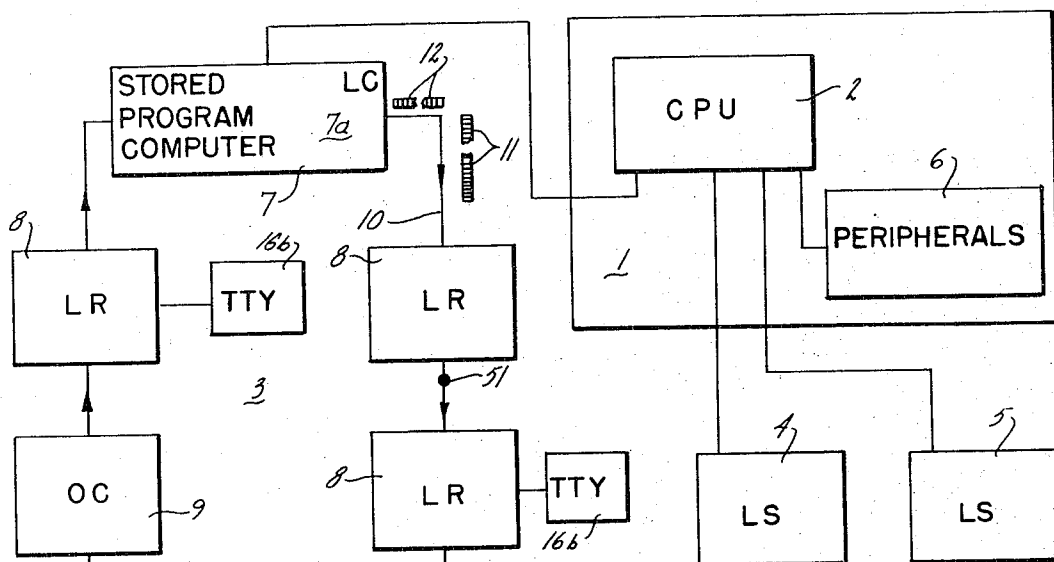 12
STORED LC
PROGRAM
COMPUTER 7a
7
11
10
CPU
2
6
PERIPHERALS
1
8
LR
16b
TTY
8
LR
51
3
OC
9
8
LR
TTY
16b
4
LS
5
LS